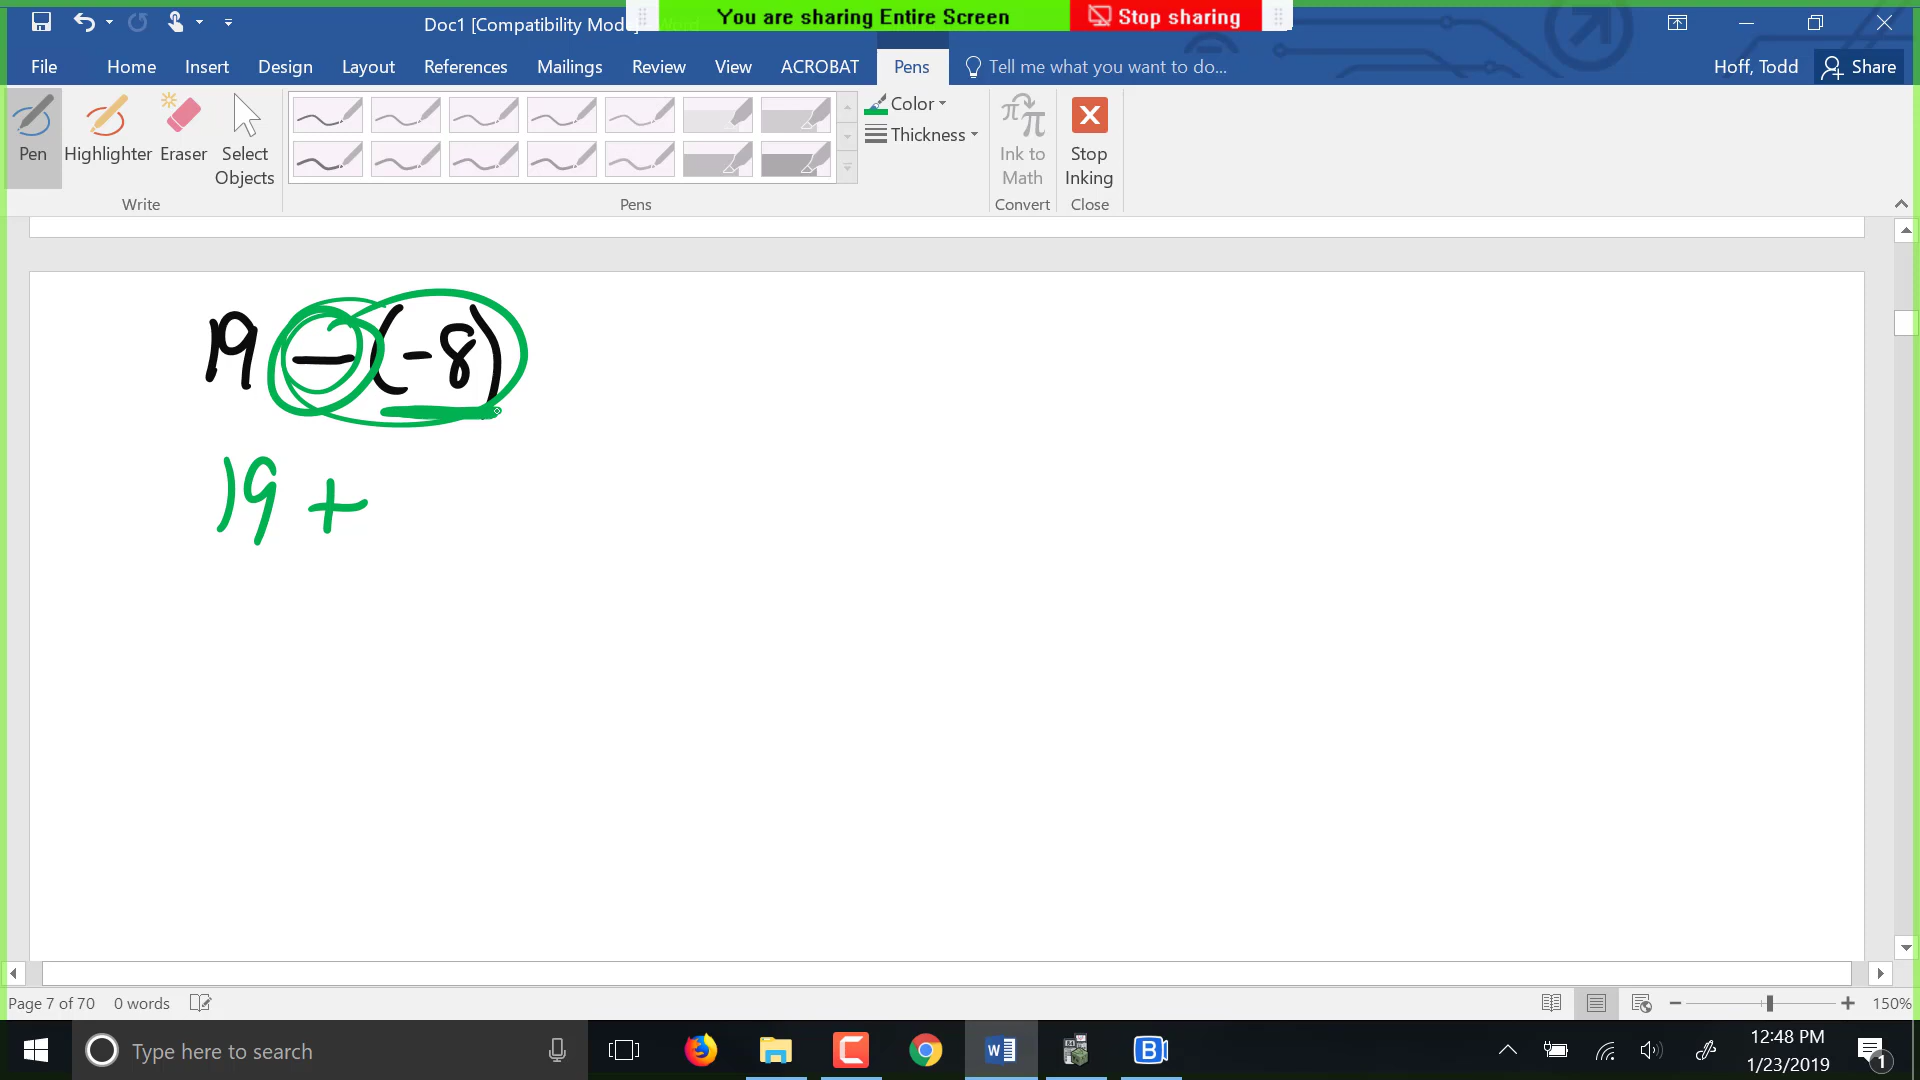 Doc1 [Compatibility Mod
You are sharing Entire Screen
Stop sharing
File Home Insert Design Layout References Mailings Review View ACROBAT Pens Tell me what you want to do... Hoff, Todd Share
Pen Highlighter Eraser Select Objects
Color
Thickness
Ink to Math
Stop Inking
Write Pens Convert Close
19 - (-8)
19 +
Page 7 of 70 0 words 150%
Type here to search
12:48 PM
1/23/2019
1